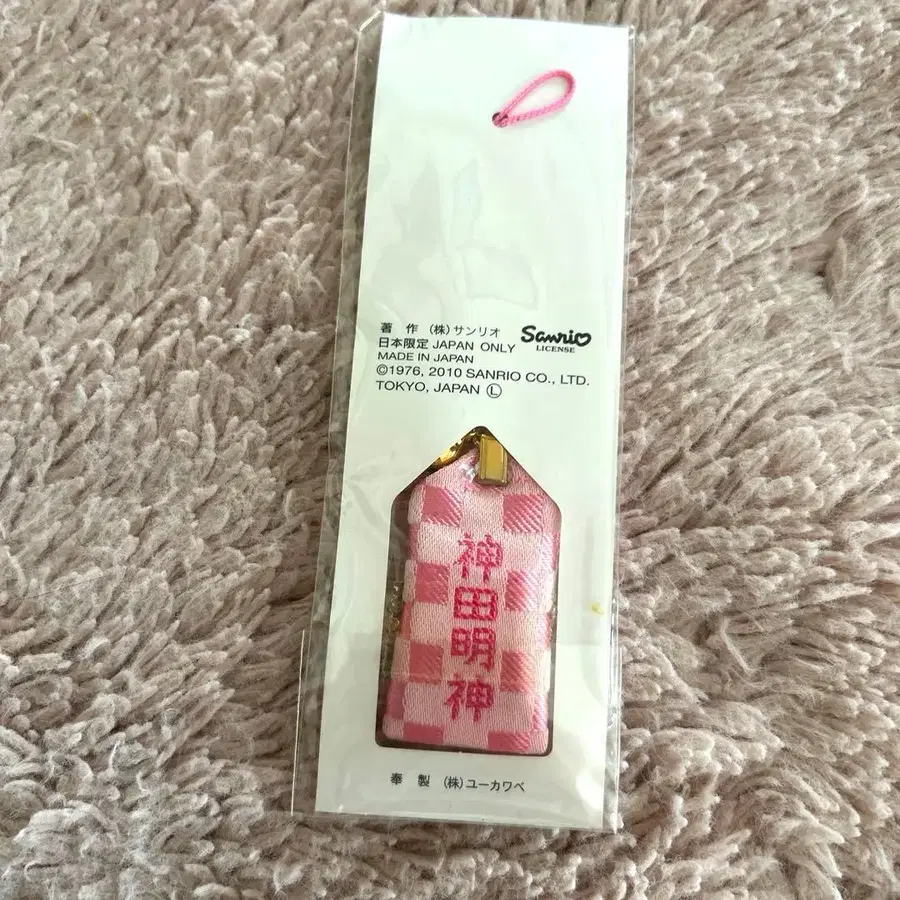 著 作 (株)サンリオ
Sanrio
LICENSE
日本限定 JAPAN ONLY
MADE IN JAPAN
©1976, 2010 SANRIO CO., LTD.
TOKYO, JAPAN Ⓛ
神田明神
奉 製 (株)ユーカワベ